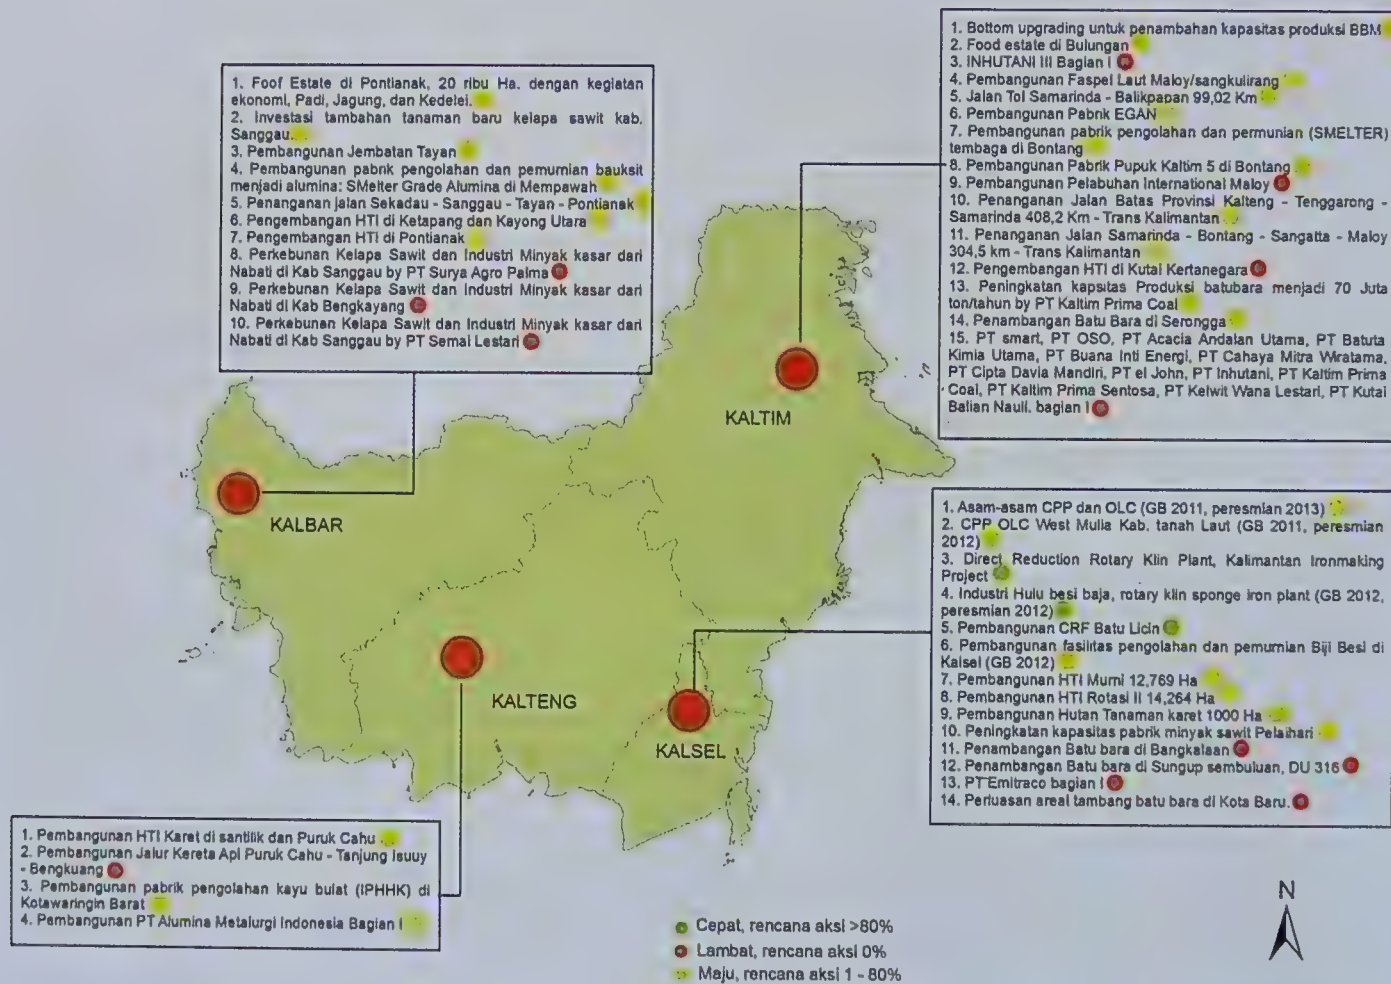 1. Foof Estate di Pontianak, 20 ribu Ha. dengan kegiatan
ekonomi, Padi, Jagung, dan Kedelei.
2. Investasi tambahan tanaman baru kelapa sawit kab.
Sanggau.
3. Pembangunan Jembatan Tayan
4. Pembangunan pabrik pengolahan dan pemurnian bauksit
menjadi alumina: SMelter Grade Alumina di Mempawah
5. Penanganan jalan Sekadau - Sanggau - Tayan - Pontianak
6. Pengembangan HTI di Ketapang dan Kayong Utara
7. Pengembangan HTI di Pontianak
8. Perkebunan Kelapa Sawit dan Industri Minyak kasar dari
Nabati di Kab Sanggau by PT Surya Agro Palma
9. Perkebunan Kelapa Sawit dan Industri Minyak kasar dari
Nabati di Kab Bengkayang
10. Perkebunan Kelapa Sawit dan Industri Minyak kasar dari
Nabati di Kab Sanggau by PT Semai Lestari
1. Bottom upgrading untuk penambahan kapasitas produksi BBM
2. Food estate di Bulungan
3. INHUTANI III Bagian I
4. Pembangunan Faspel Laut Maloy/sangkulirang
5. Jalan Tol Samarinda - Balikpapan 99,02 Km
6. Pembangunan Pabrik EGAN
7. Pembangunan pabrik pengolahan dan permunian (SMELTER)
tembaga di Bontang
8. Pembangunan Pabrik Pupuk Kaltim 5 di Bontang
9. Pembangunan Pelabuhan International Maloy
10. Penanganan Jalan Batas Provinsi Kalteng - Tenggarong -
Samarinda 408,2 Km - Trans Kalimantan
11. Penanganan Jalan Samarinda - Bontang - Sangatta - Maloy
304,5 km - Trans Kalimantan
12. Pengembangan HTI di Kutai Kertanegara
13. Peningkatan kapsitas Produksi batubara menjadi 70 Juta
ton/tahun by PT Kaltim Prima Coal
14. Penambangan Batu Bara di Serongga
15. PT smart, PT OSO, PT Acacia Andalan Utama, PT Batuta
Kimia Utama, PT Buana Inti Energi, PT Cahaya Mitra Wiratama,
PT Cipta Davia Mandiri, PT el John, PT Inhutani, PT Kaltim Prima
Coal, PT Kaltim Prima Sentosa, PT Kelwit Wana Lestari, PT Kutai
Balian Nauli. bagian I
KALTIM
KALBAR
KALTENG
KALSEL
1. Asam-asam CPP dan OLC (GB 2011, peresmian 2013)
2. CPP OLC West Mulia Kab. tanah Laut (GB 2011, peresmian
2012)
3. Direct Reduction Rotary Klin Plant, Kalimantan Ironmaking
Project
4. Industri Hulu besi baja, rotary klin sponge iron plant (GB 2012,
peresmian 2012)
5. Pembangunan CRF Batu Licin
6. Pembangunan fasilitas pengolahan dan pemurnian Biji Besi di
Kalsel (GB 2012)
7. Pembangunan HTI Murni 12,769 Ha
8. Pembangunan HTI Rotasi II 14,264 Ha
9. Pembangunan Hutan Tanaman karet 1000 Ha
10. Peningkatan kapasitas pabrik minyak sawit Pelaihari
11. Penambangan Batu bara di Bangkalaan
12. Penambangan Batu bara di Sungup sembuluan, DU 316
13. PT Emitraco bagian I
14. Perluasan areal tambang batu bara di Kota Baru.
1. Pembangunan HTI Karet di santilik dan Puruk Cahu
2. Pembangunan Jalur Kereta Api Puruk Cahu - Tanjung Isuuy
- Bengkuang
3. Pembangunan pabrik pengolahan kayu bulat (IPHHK) di
Kotawaringin Barat
4. Pembangunan PT Alumina Metalurgi Indonesia Bagian I
Cepat, rencana aksi >80%
Lambat, rencana aksi 0%
Maju, rencana aksi 1 - 80%
N